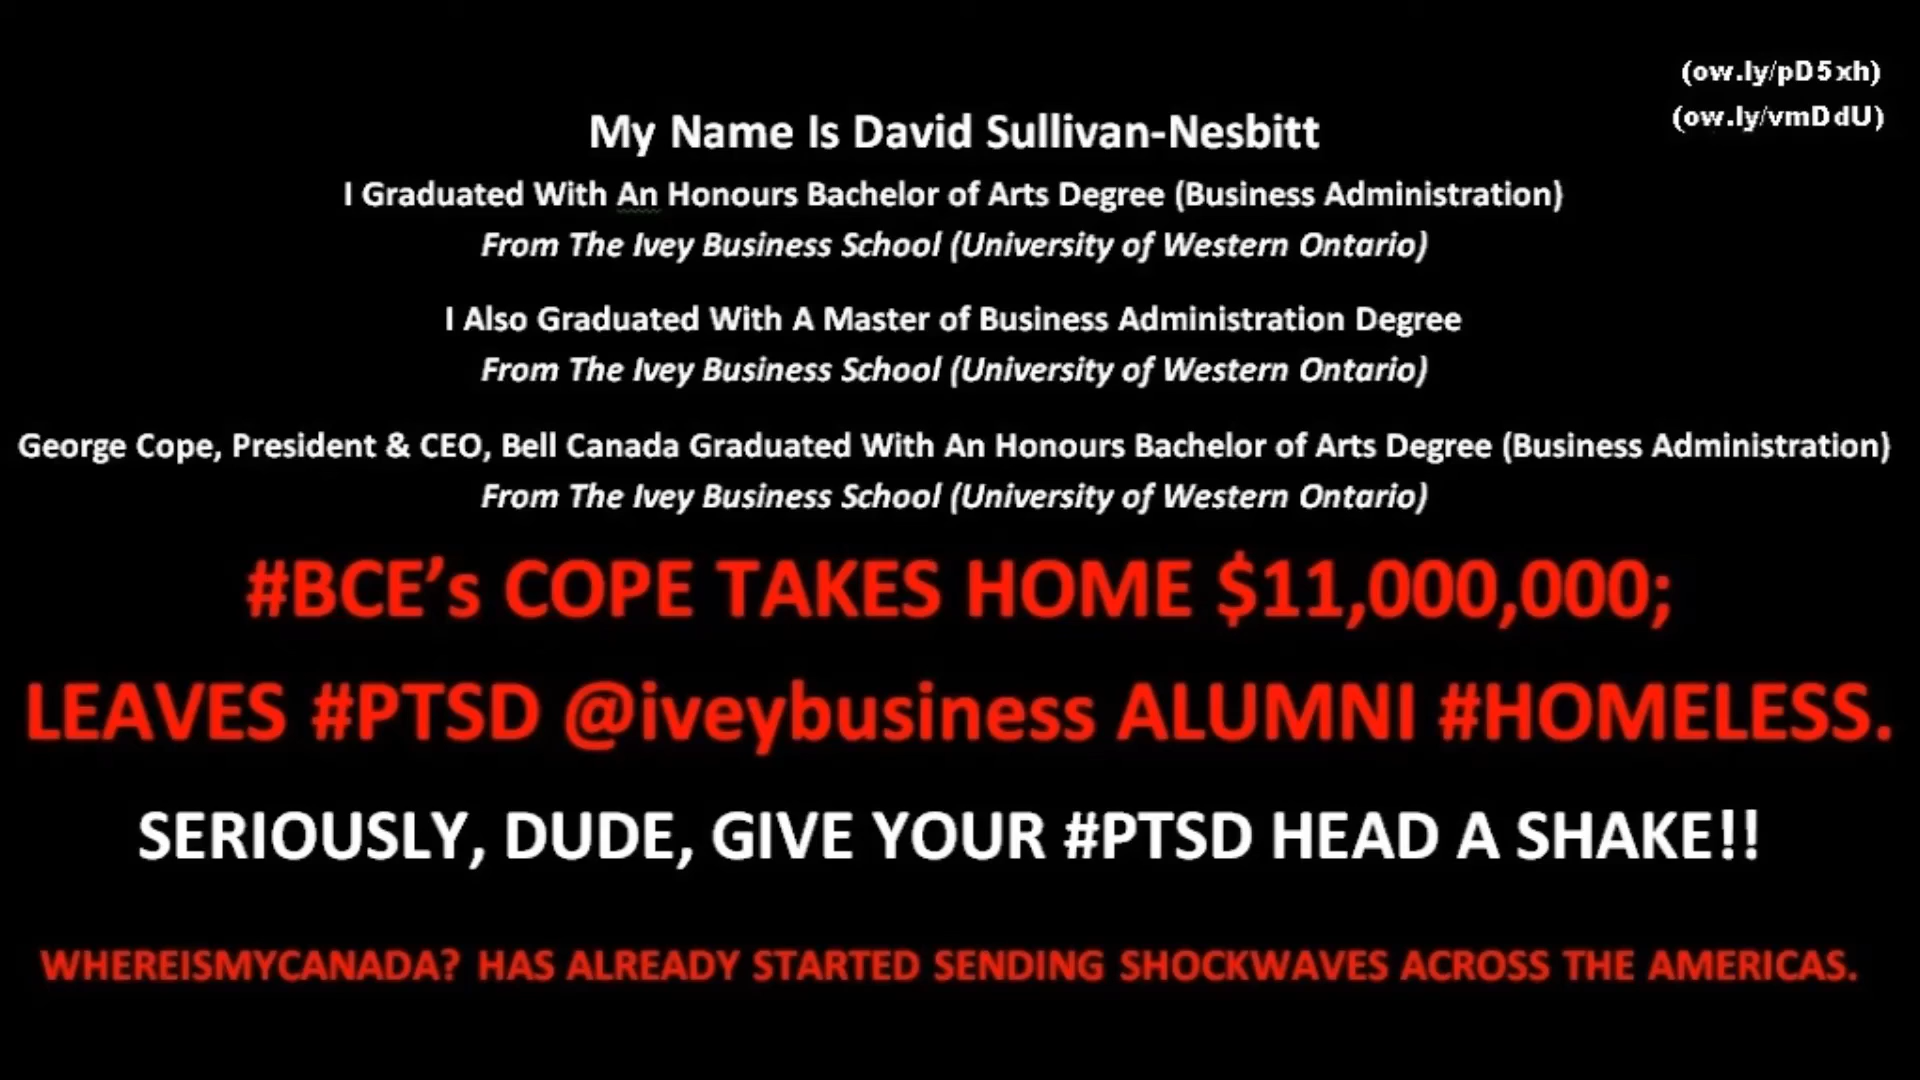 (ow.ly/pD5xh)
(ow.ly/vmDdU)
My Name Is David Sullivan-Nesbitt
I Graduated With An Honours Bachelor of Arts Degree (Business Administration)
From The Ivey Business School (University of Western Ontario)
I Also Graduated With A Master of Business Administration Degree
From The Ivey Business School (University of Western Ontario)
George Cope, President & CEO, Bell Canada Graduated With An Honours Bachelor of Arts Degree (Business Administration)
From The Ivey Business School (University of Western Ontario)
#BCE’s COPE TAKES HOME $11,000,000;
LEAVES #PTSD @iveybusiness ALUMNI #HOMELESS.
SERIOUSLY, DUDE, GIVE YOUR #PTSD HEAD A SHAKE!!
WHEREISMYCANADA? HAS ALREADY STARTED SENDING SHOCKWAVES ACROSS THE AMERICAS.